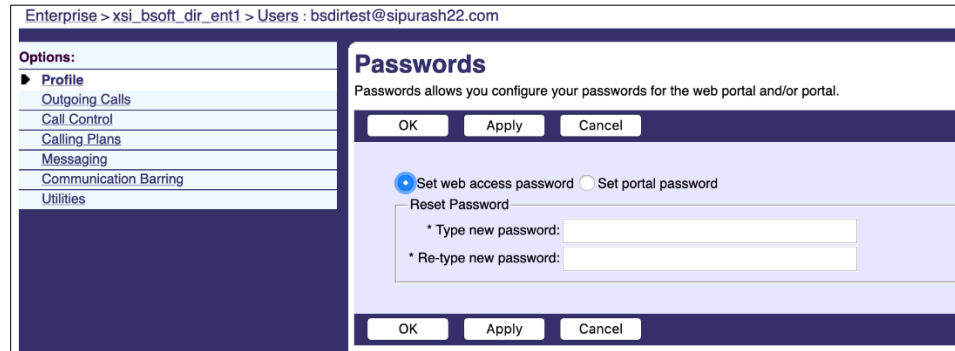 Enterprise > xsi_bsoft_dir_ent1 > Users : bsdirtest@sipurash22.com
Options:
Profile
Outgoing Calls
Call Control
Calling Plans
Messaging
Communication Barring
Utilities
Passwords
Passwords allows you configure your passwords for the web portal and/or portal.
OK Apply Cancel
Set web access password Set portal password
Reset Password
* Type new password:
* Re-type new password:
OK Apply Cancel